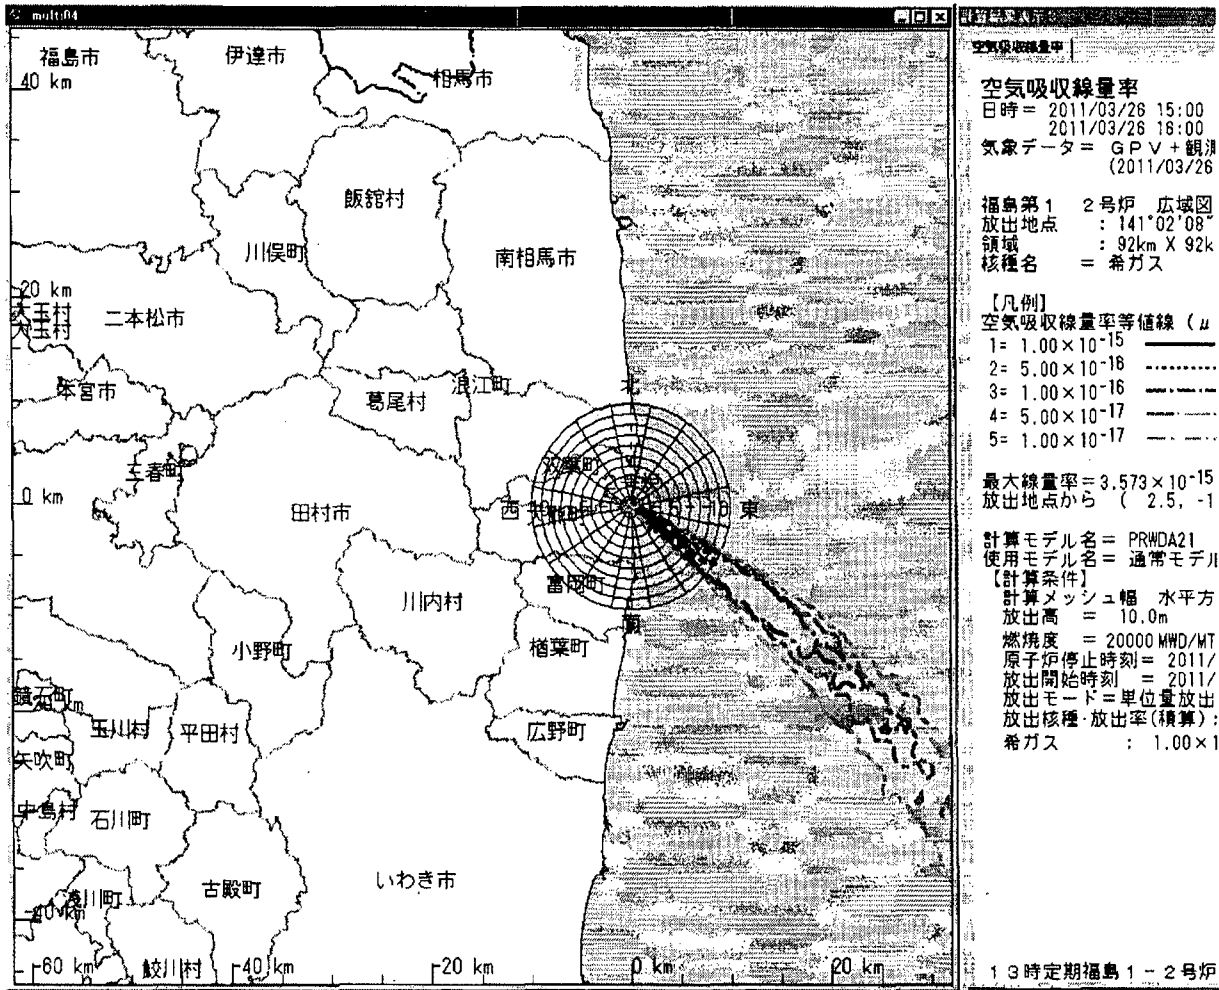 mult:04
福島市
伊達市
相馬市
40 km
飯舘村
川俣町
南相馬市
20 km
大玉村
大玉村
二本松市
本宮市
浪江町
北
葛尾村
双葉町
三春町
0 km
田村市
西
東
富岡町
川内村
南
楢葉町
小野町
鏡石町
玉川村
平田村
広野町
矢吹町
中島村
石川町
古殿町
いわき市
浅川町
-40 km
-60 km
鮫川村
-40 km
-20 km
0 km
20 km
空気吸収線量率
空気吸収線量率
日時= 2011/03/26 15:00
2011/03/26 16:00
気象データ= GPV+観測
(2011/03/26
福島第1 2号炉 広域図
放出地点 : 141°02'08"
領域 : 92km X 92k
核種名 = 希ガス
【凡例】
空気吸収線量率等値線 (μ
1= 1.00×10⁻¹⁵
2= 5.00×10⁻¹⁶
3= 1.00×10⁻¹⁶
4= 5.00×10⁻¹⁷
5= 1.00×10⁻¹⁷
最大線量率=3.573×10⁻¹⁵
放出地点から ( 2.5, -1
計算モデル名= PRWDA21
使用モデル名= 通常モデル
【計算条件】
計算メッシュ幅 水平方
放出高 = 10.0m
燃焼度 = 20000MWD/MT
原子炉停止時刻= 2011/
放出開始時刻 = 2011/
放出モード=単位量放出
放出核種・放出率(積算):
希ガス : 1.00×1
13時定期福島1-2号炉